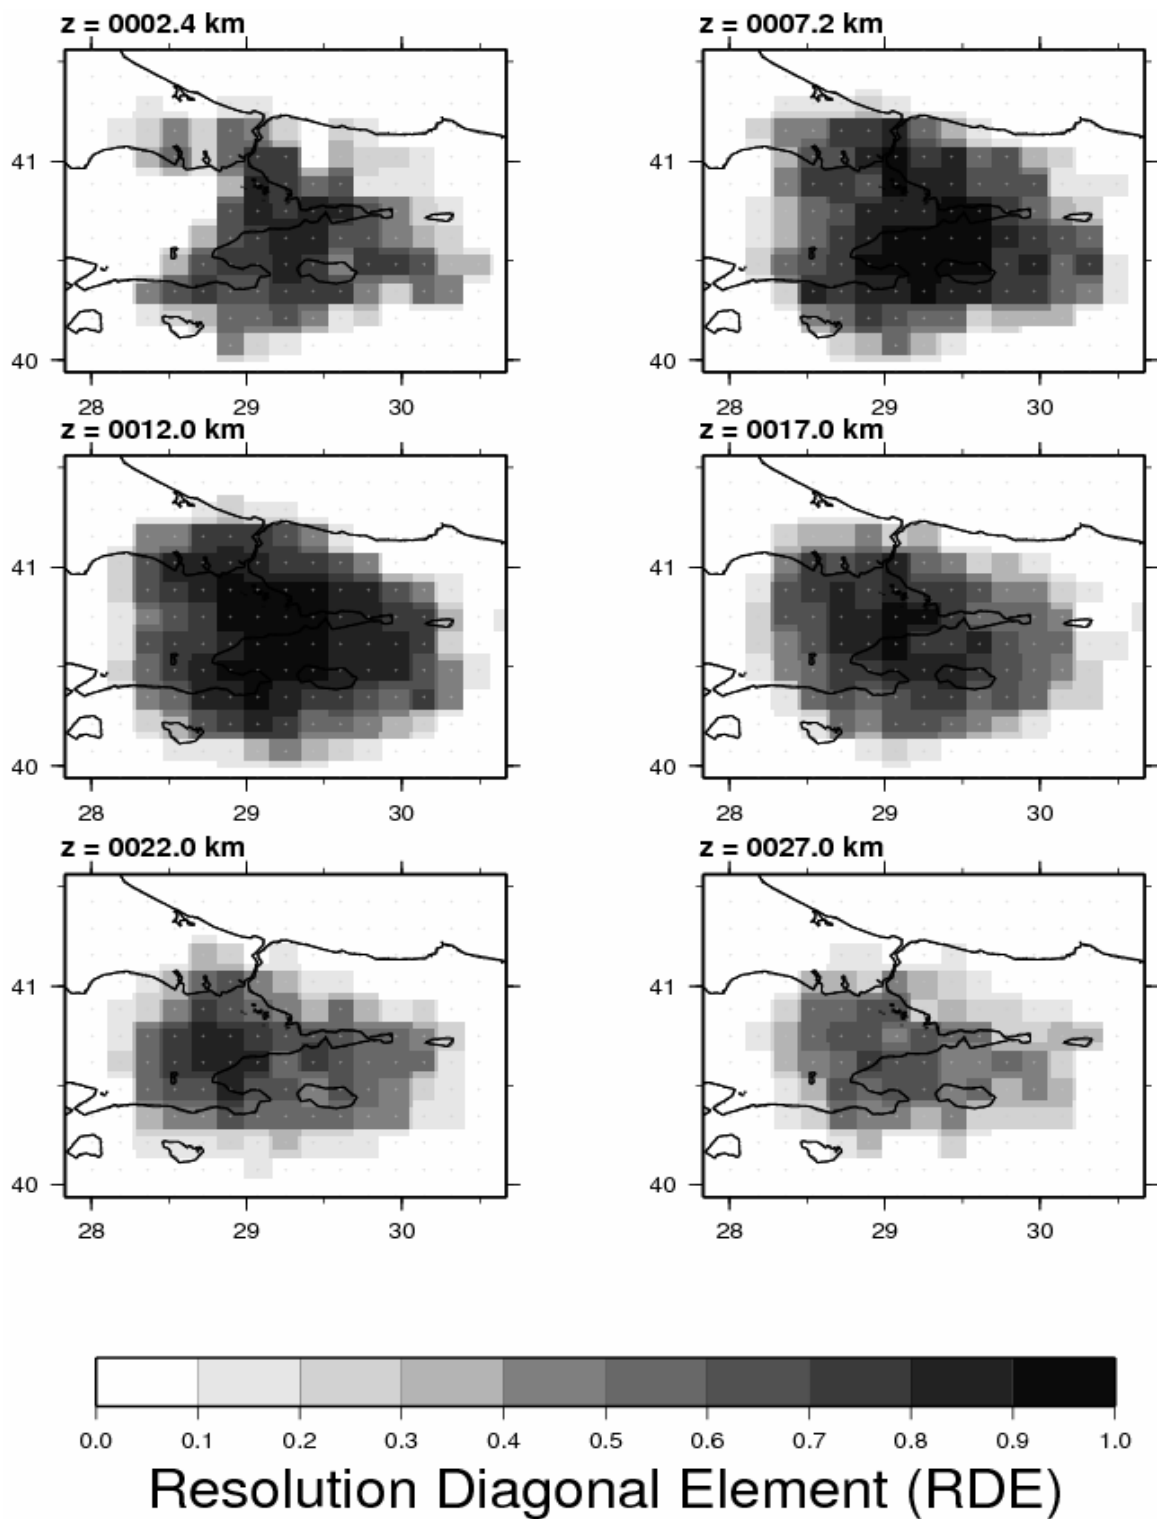 z = 0002.4 km
z = 0007.2 km
41
40
28 29 30
41
40
28 29 30
z = 0012.0 km
z = 0017.0 km
41
40
28 29 30
41
40
28 29 30
z = 0022.0 km
z = 0027.0 km
41
40
28 29 30
41
40
28 29 30
0.0 0.1 0.2 0.3 0.4 0.5 0.6 0.7 0.8 0.9 1.0
Resolution Diagonal Element (RDE)